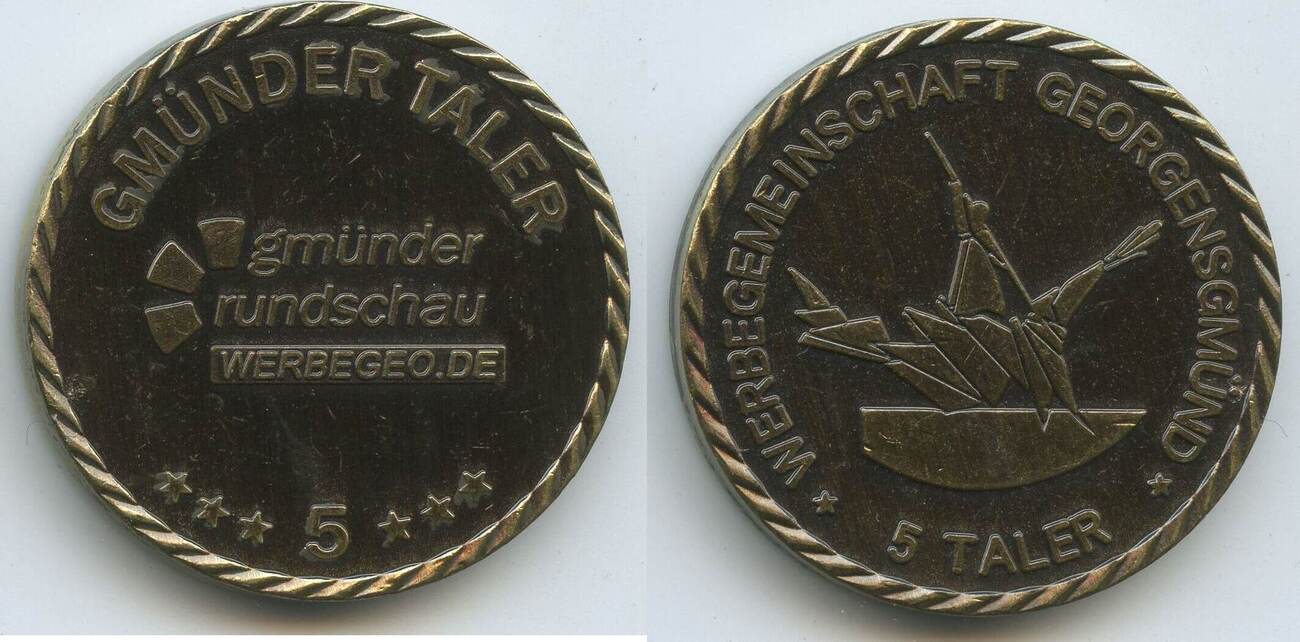 GMÜNDER TALER
gmünder
rundschau
WERBEGEO.DE
5
WERBEGEMEINSCHAFT GEORGENSGMÜND
5 TALER